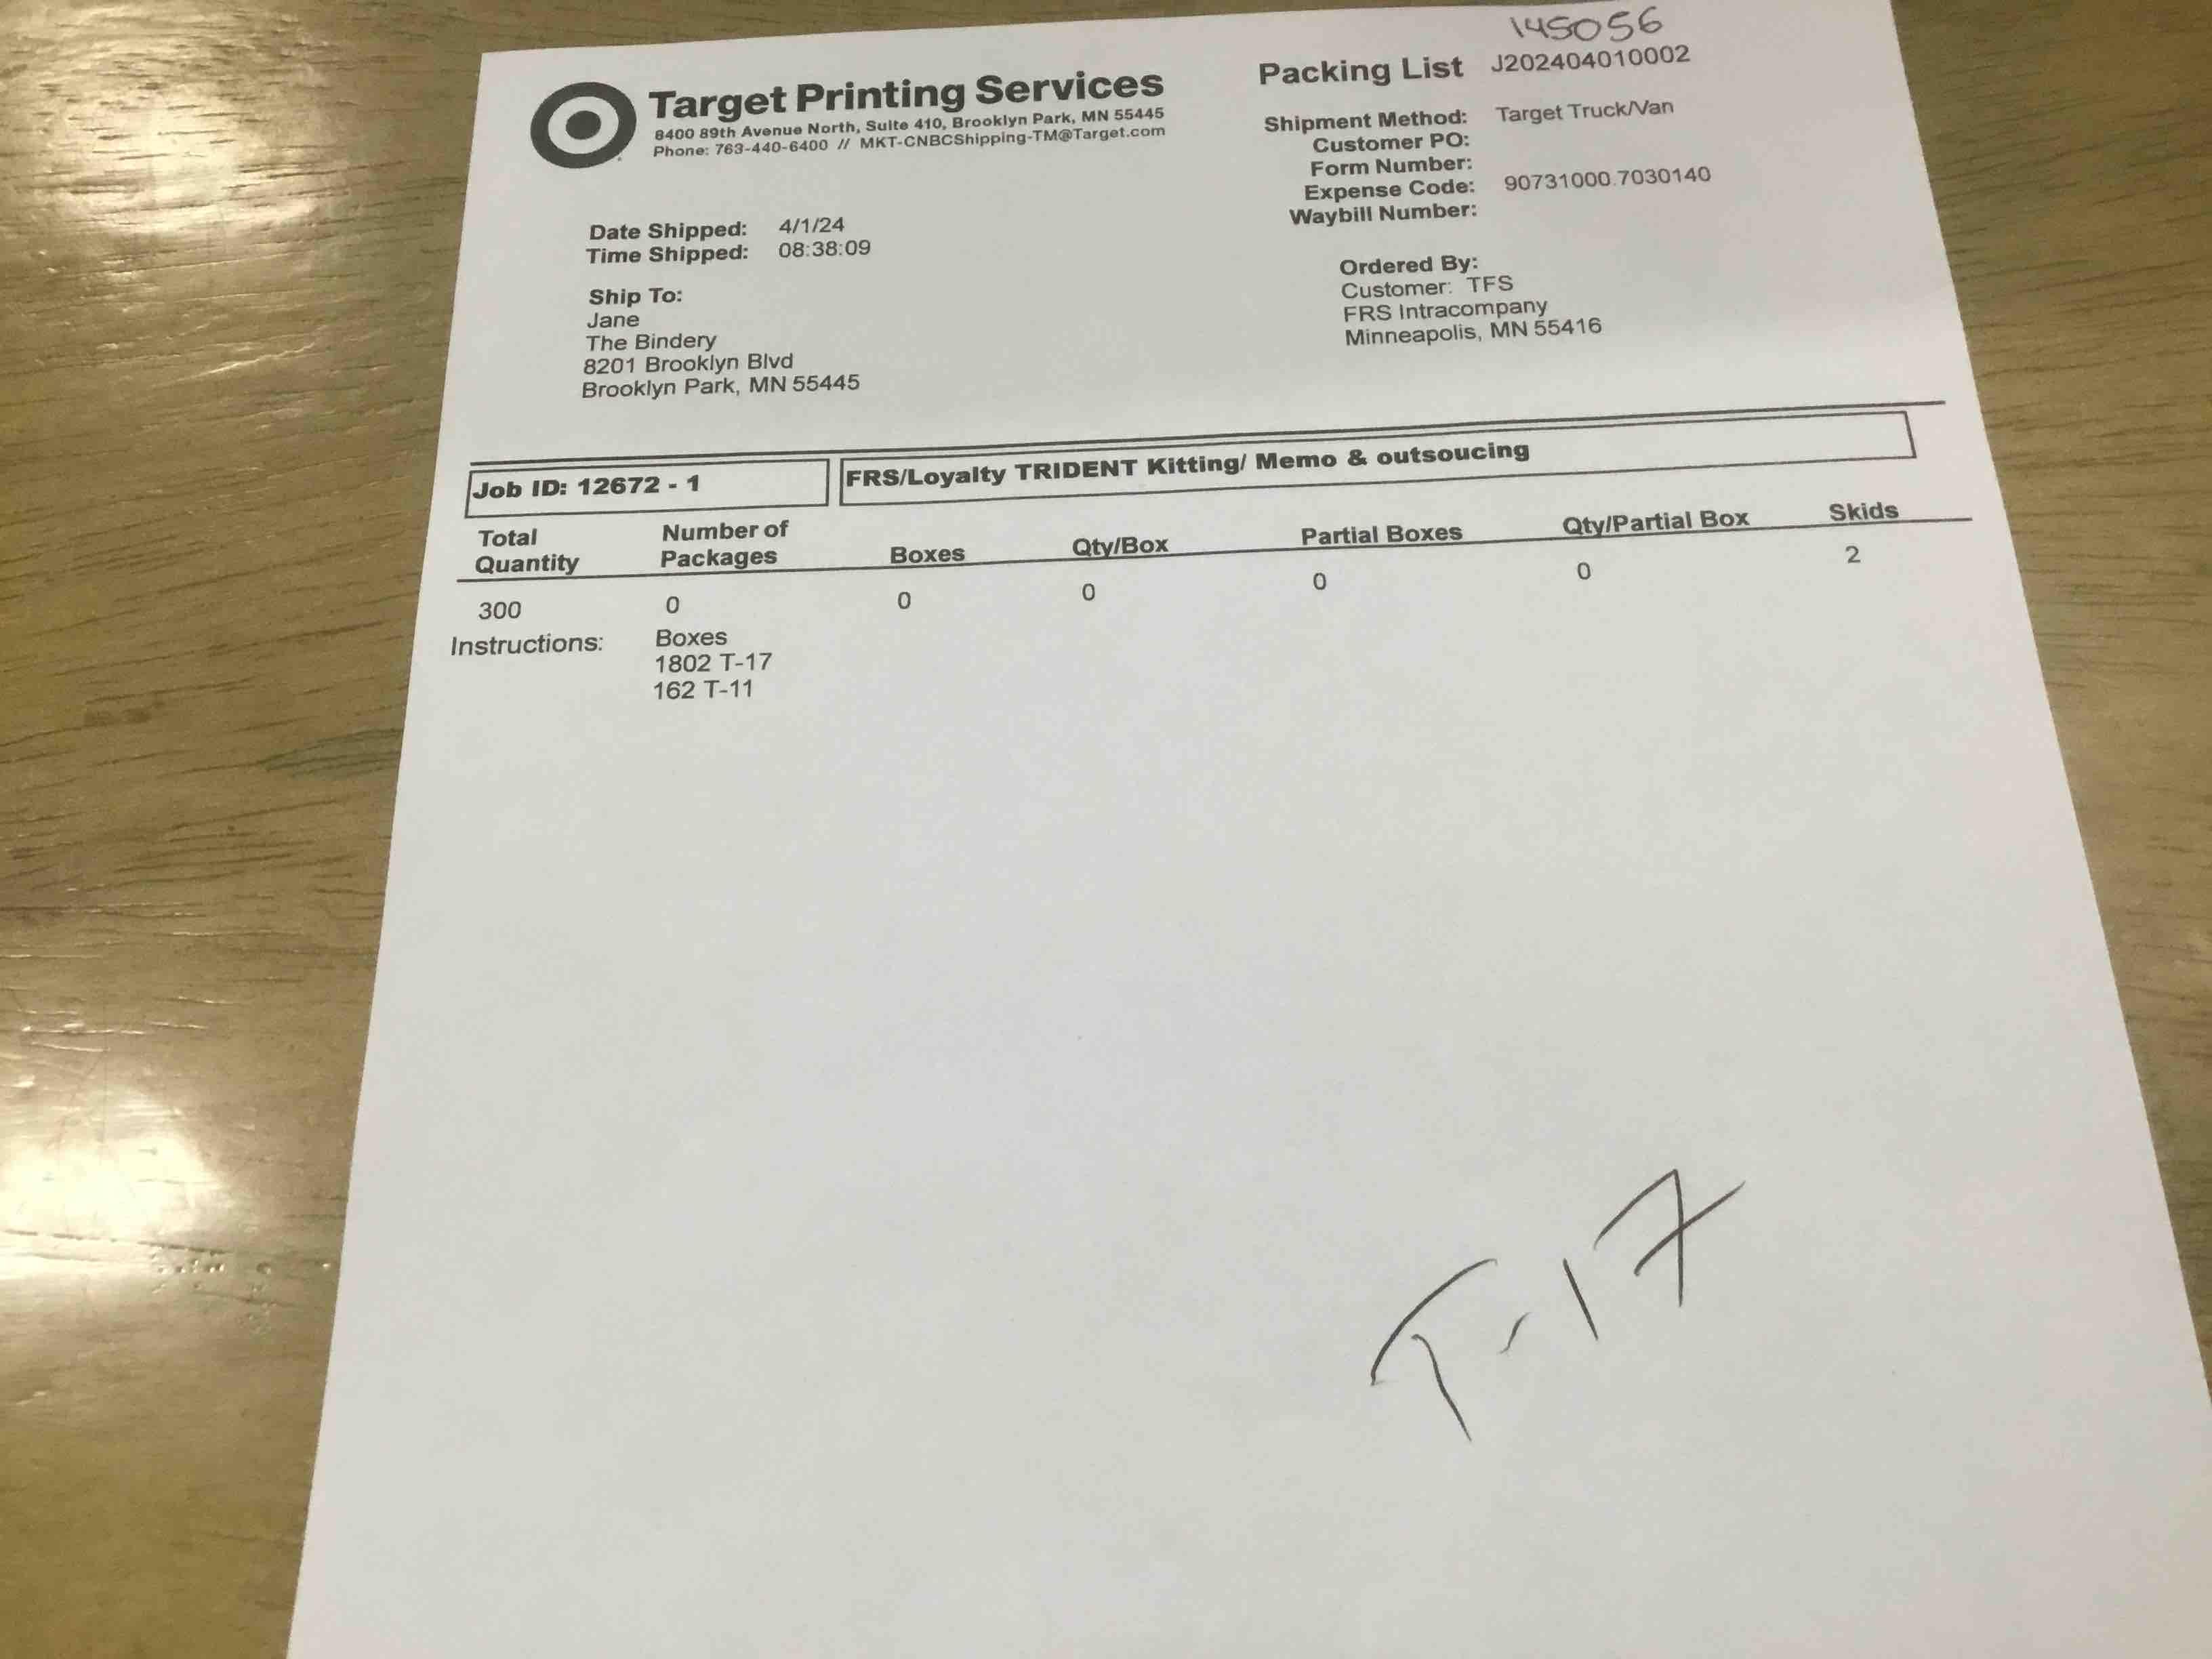 145056
Target Printing Services
8400 89th Avenue North, Suite 410, Brooklyn Park, MN 55445
Phone: 763-440-6400 // MKT-CNBCShipping-TM@Target.com
Packing List J202404010002
Shipment Method: Target Truck/Van
Customer PO:
Form Number:
Expense Code: 90731000.7030140
Waybill Number:
Date Shipped: 4/1/24
Time Shipped: 08:38:09
Ship To:
Jane
The Bindery
8201 Brooklyn Blvd
Brooklyn Park, MN 55445
Ordered By:
Customer: TFS
FRS Intracompany
Minneapolis, MN 55416
Job ID: 12672 - 1 FRS/Loyalty TRIDENT Kitting/ Memo & outsoucing
Total Quantity Number of Packages Boxes Qty/Box Partial Boxes Qty/Partial Box Skids
300 0 0 0 0 0 2
Instructions: Boxes
1802 T-17
162 T-11
T-17